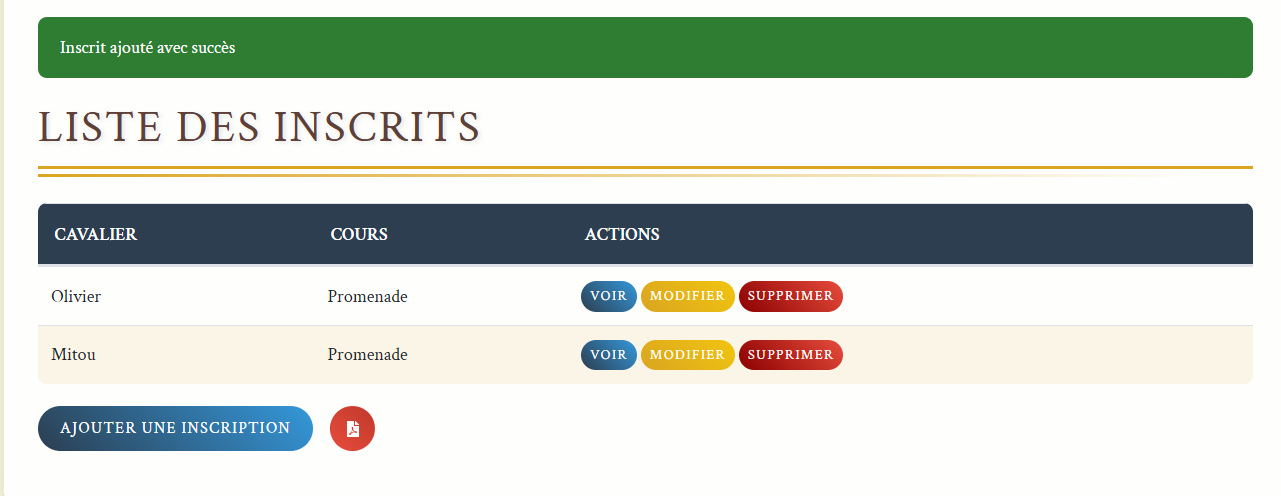 Inscrit ajouté avec succès
LISTE DES INSCRITS
CAVALIER COURS ACTIONS
Olivier Promenade VOIR MODIFIER SUPPRIMER
Mitou Promenade VOIR MODIFIER SUPPRIMER
AJOUTER UNE INSCRIPTION